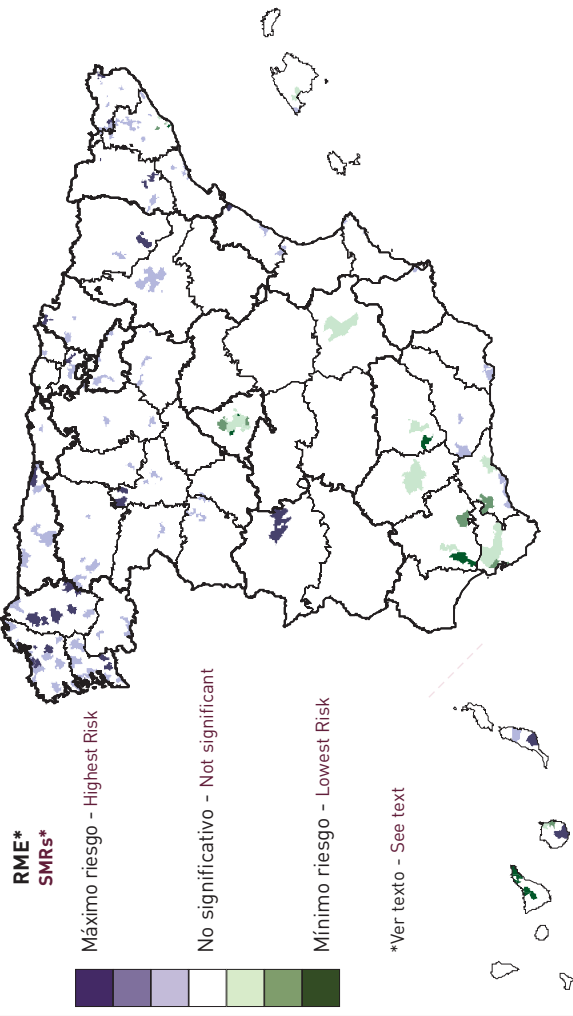 RME*
SMRs*
Máximo riesgo - Highest Risk
No significativo - Not significant
Mínimo riesgo - Lowest Risk
*Ver texto - See text